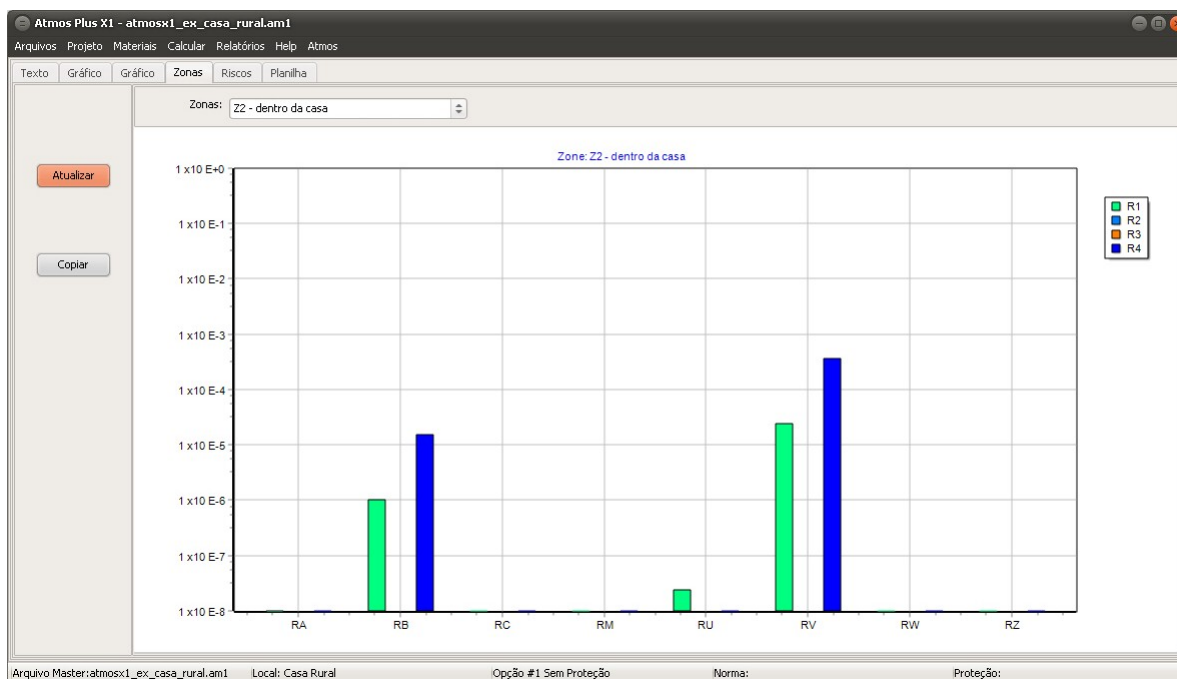 Atmos Plus X1 - atmosx1_ex_casa_rural.am1
Arquivos Projeto Materiais Calcular Relatórios Help Atmos
Texto Gráfico Gráfico Zonas Riscos Planilha
Zonas: Z2 - dentro da casa
Atualizar
Copiar
Zone: Z2 - dentro da casa
1 x10 E+0
1 x10 E-1
1 x10 E-2
1 x10 E-3
1 x10 E-4
1 x10 E-5
1 x10 E-6
1 x10 E-7
1 x10 E-8
RA RB RC RM RU RV RW RZ
R1
R2
R3
R4
Arquivo Master:atmosx1_ex_casa_rural.am1 Local: Casa Rural Opção #1 Sem Proteção Norma: Proteção: